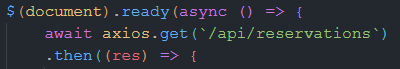 $(document).ready(async () => {
await axios.get(`/api/reservations`)
.then((res) => {